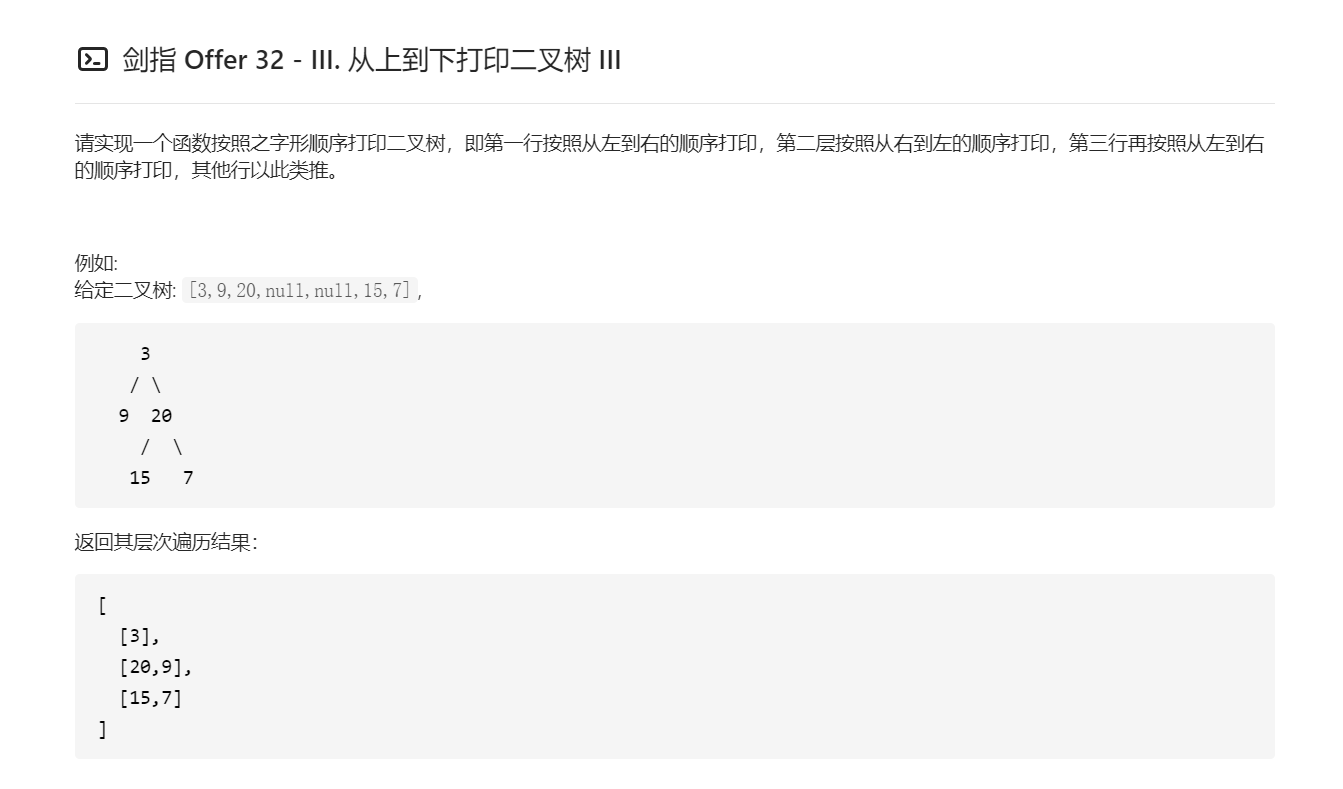 剑指 Offer 32 - III. 从上到下打印二叉树 III
请实现一个函数按照之字形顺序打印二叉树，即第一行按照从左到右的顺序打印，第二层按照从右到左的顺序打印，第三行再按照从左到右
的顺序打印，其他行以此类推。
例如:
给定二叉树: [3,9,20,null,null,15,7],
3
/ \
9  20
/  \
15   7
返回其层次遍历结果：
[
[3],
[20,9],
[15,7]
]